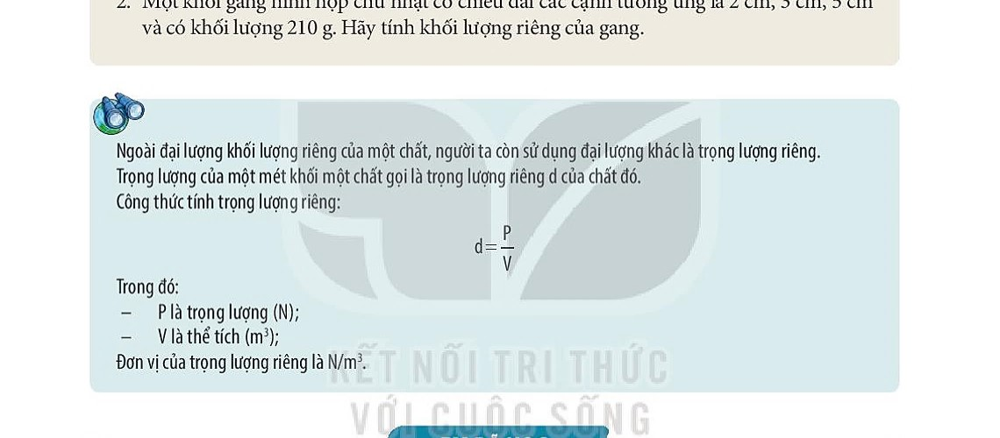 2. Một khối gang hình hộp chữ nhật có chiều dài các cạnh tương ứng là 2 cm, 3 cm, 5 cm
và có khối lượng 210 g. Hãy tính khối lượng riêng của gang.
Ngoài đại lượng khối lượng riêng của một chất, người ta còn sử dụng đại lượng khác là trọng lượng riêng.
Trọng lượng của một mét khối một chất gọi là trọng lượng riêng d của chất đó.
Công thức tính trọng lượng riêng:
d = P/V
Trong đó:
– P là trọng lượng (N);
– V là thể tích (m³);
Đơn vị của trọng lượng riêng là N/m³.
KẾT NỐI TRI THỨC
VỚI CUỘC SỐNG